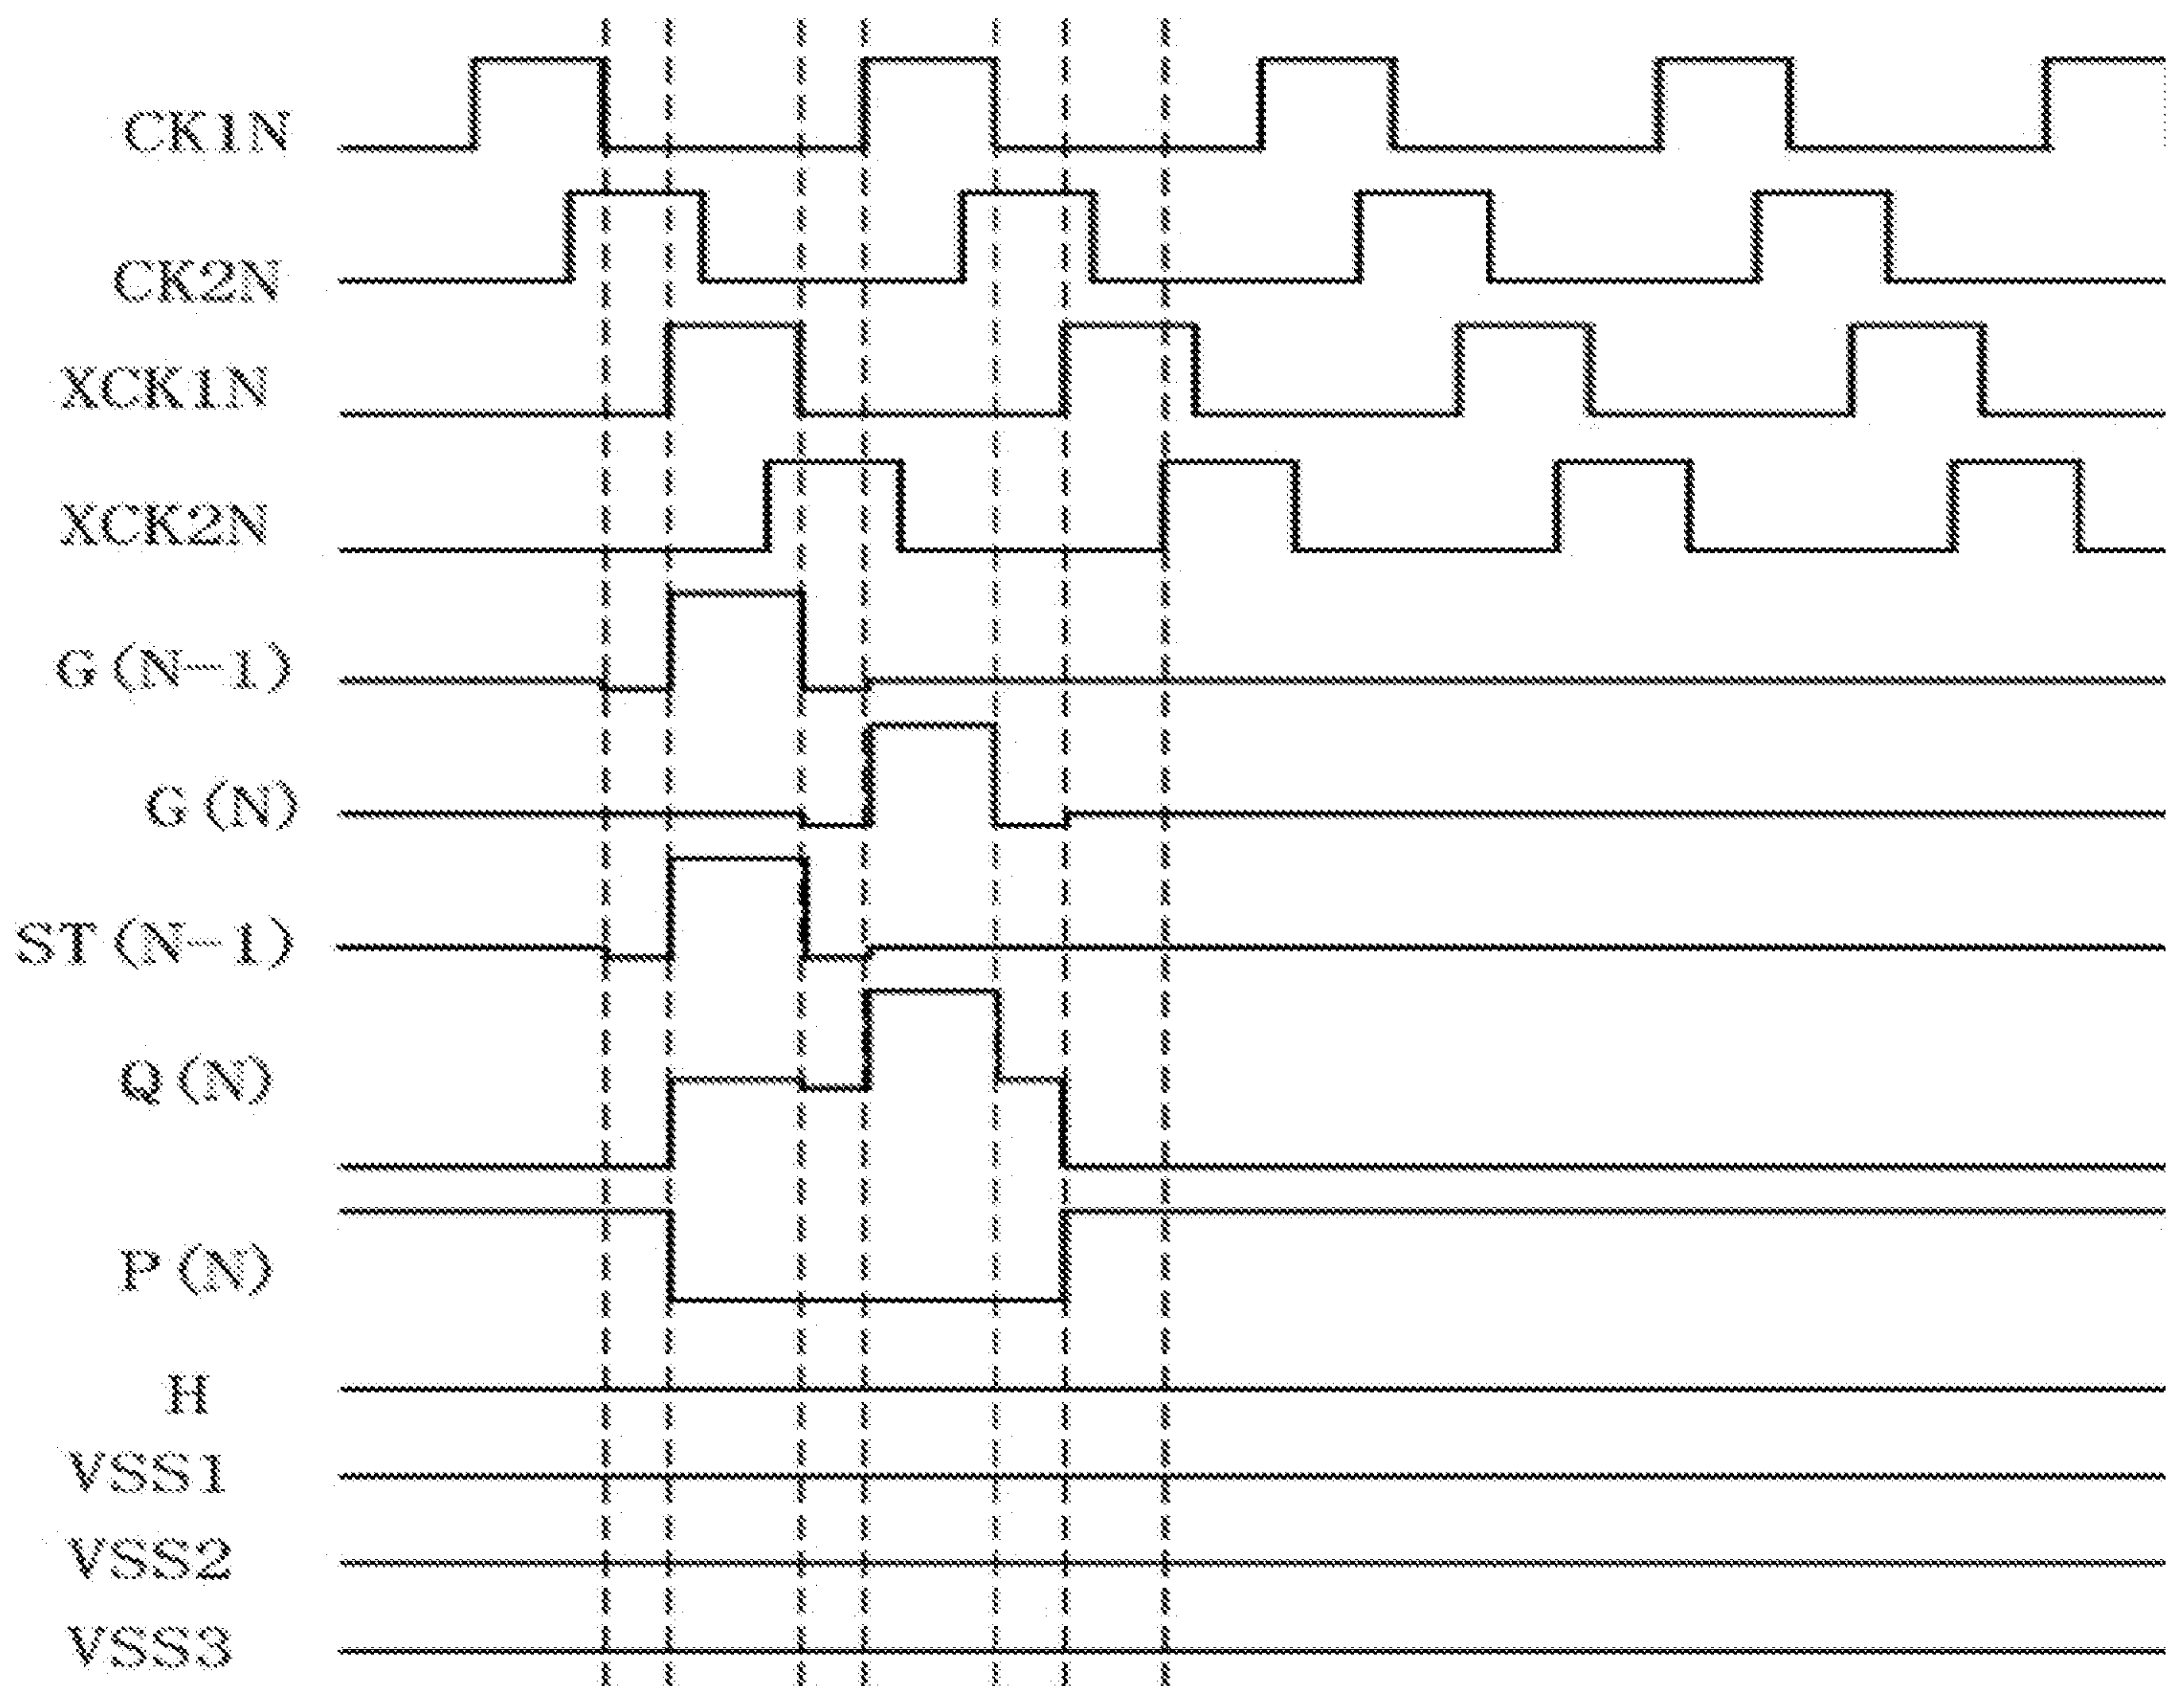 CK1N
CK2N
XCK1N
XCK2N
G(N-1)
G(N)
ST(N-1)
Q(N)
P(N)
H
VSS1
VSS2
VSS3